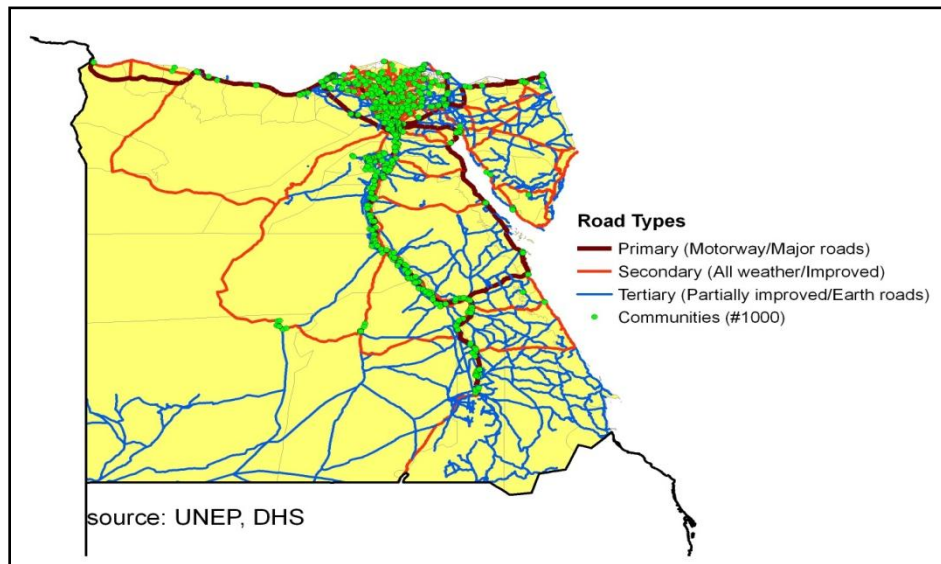 Road Types
Primary (Motorway/Major roads)
Secondary (All weather/Improved)
Tertiary (Partially improved/Earth roads)
Communities (#1000)
source: UNEP, DHS